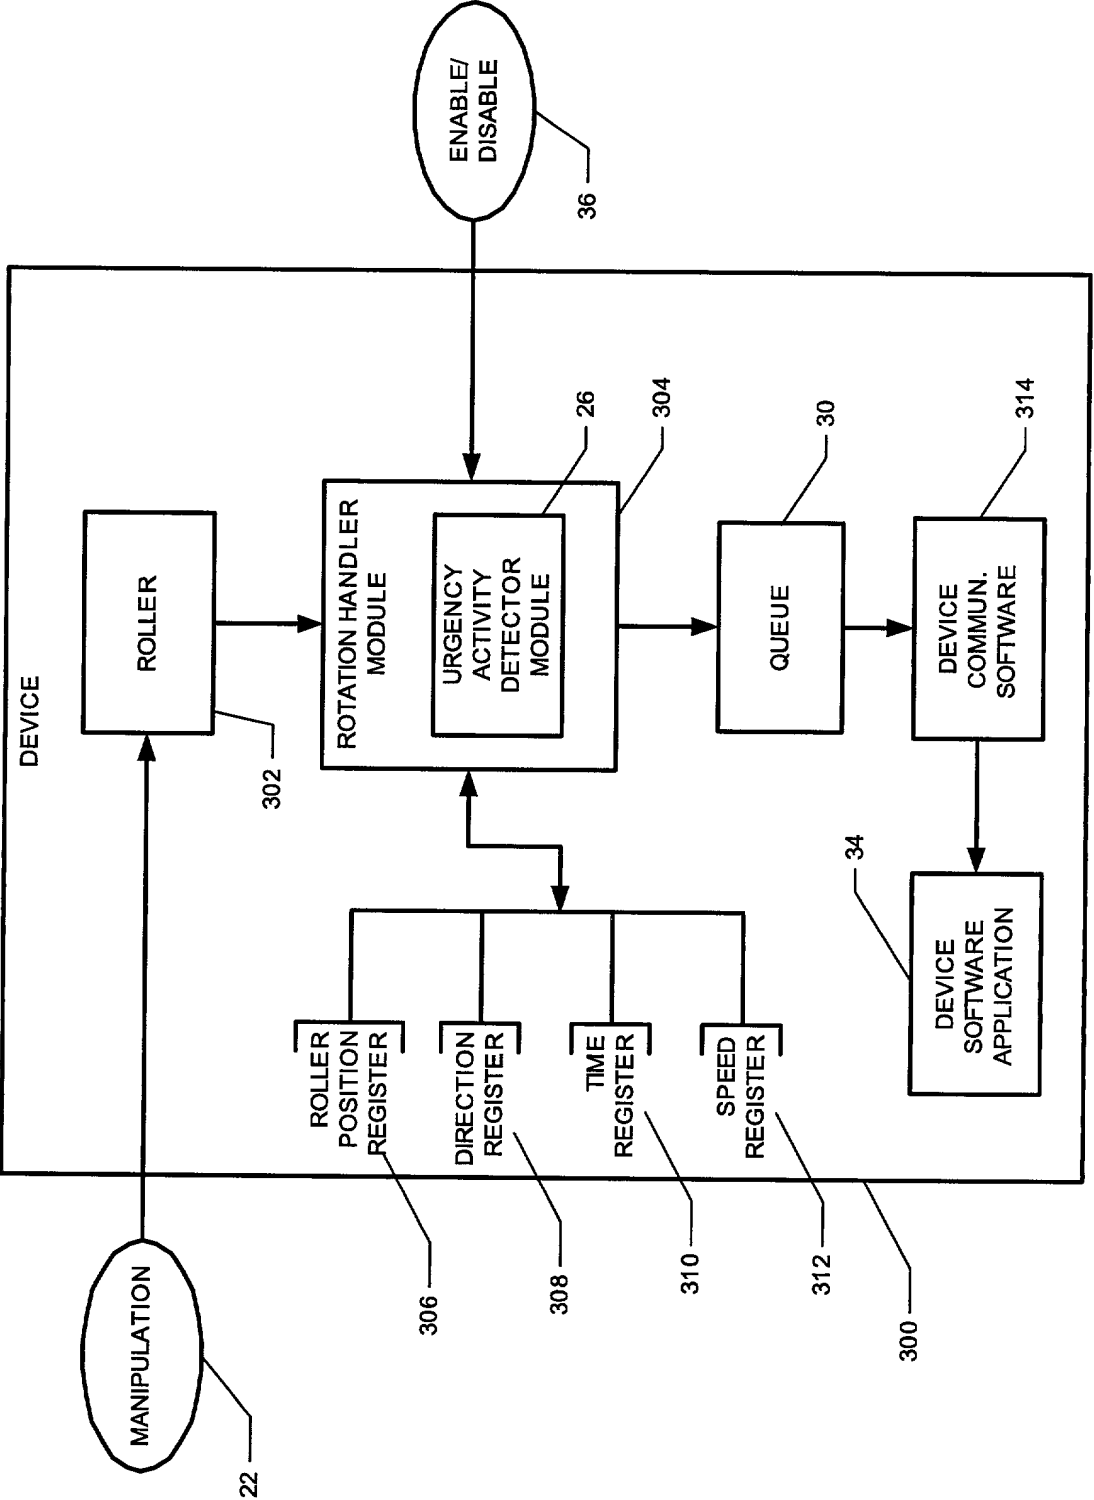 DEVICE
MANIPULATION
22
ROLLER
302
ENABLE/
DISABLE
36
ROTATION HANDLER
MODULE
URGENCY
ACTIVITY
DETECTOR
MODULE
26
304
ROLLER
POSITION
REGISTER
306
DIRECTION
REGISTER
308
TIME
REGISTER
310
SPEED
REGISTER
312
QUEUE
30
DEVICE
COMMUN.
SOFTWARE
314
DEVICE
SOFTWARE
APPLICATION
34
300